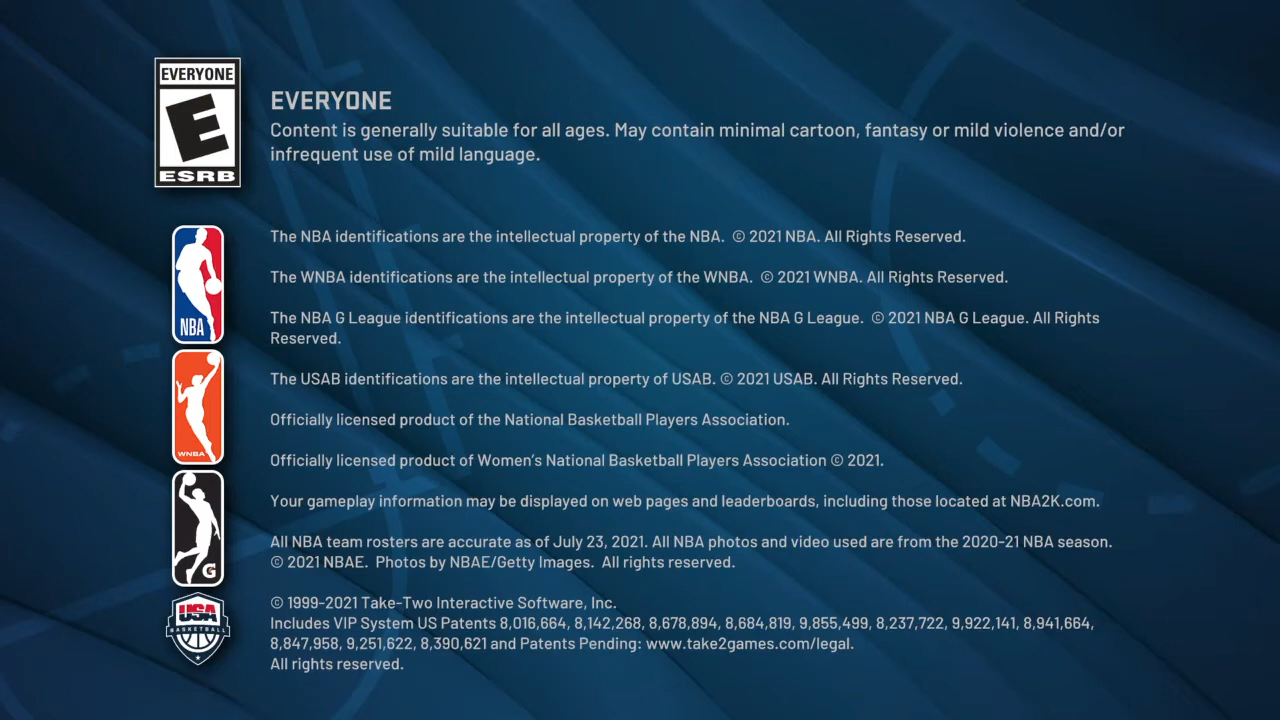 EVERYONE
E
ESRB
EVERYONE
Content is generally suitable for all ages. May contain minimal cartoon, fantasy or mild violence and/or
infrequent use of mild language.
The NBA identifications are the intellectual property of the NBA.  © 2021 NBA. All Rights Reserved.
The WNBA identifications are the intellectual property of the WNBA.  © 2021 WNBA. All Rights Reserved.
The NBA G League identifications are the intellectual property of the NBA G League.  © 2021 NBA G League. All Rights
Reserved.
NBA
The USAB identifications are the intellectual property of USAB. © 2021 USAB. All Rights Reserved.
Officially licensed product of the National Basketball Players Association.
WNBA
Officially licensed product of Women's National Basketball Players Association © 2021.
Your gameplay information may be displayed on web pages and leaderboards, including those located at NBA2K.com.
All NBA team rosters are accurate as of July 23, 2021. All NBA photos and video used are from the 2020-21 NBA season.
© 2021 NBAE.  Photos by NBAE/Getty Images.  All rights reserved.
G
© 1999-2021 Take-Two Interactive Software, Inc.
Includes VIP System US Patents 8,016,664, 8,142,268, 8,678,894, 8,684,819, 9,855,499, 8,237,722, 9,922,141, 8,941,664,
8,847,958, 9,251,622, 8,390,621 and Patents Pending: www.take2games.com/legal.
All rights reserved.
USA
BASKETBALL